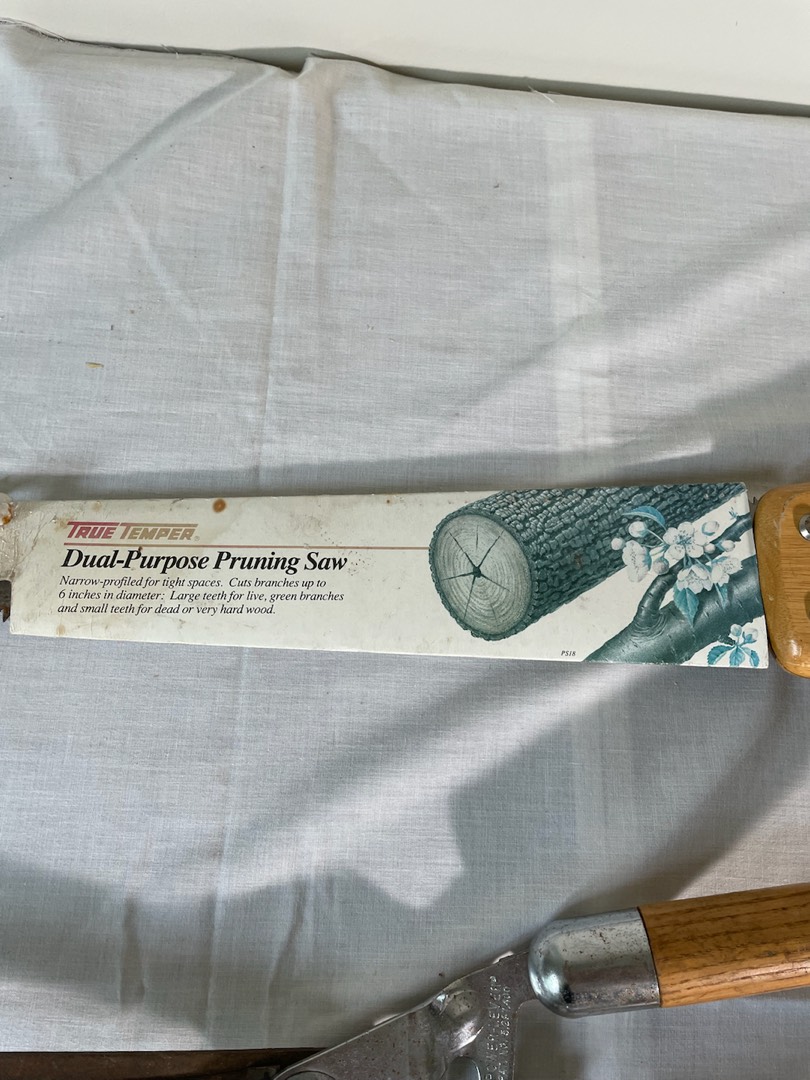 TRUE TEMPER®
Dual-Purpose Pruning Saw
Narrow-profiled for tight spaces. Cuts branches up to
6 inches in diameter: Large teeth for live, green branches
and small teeth for dead or very hard wood.
PS18